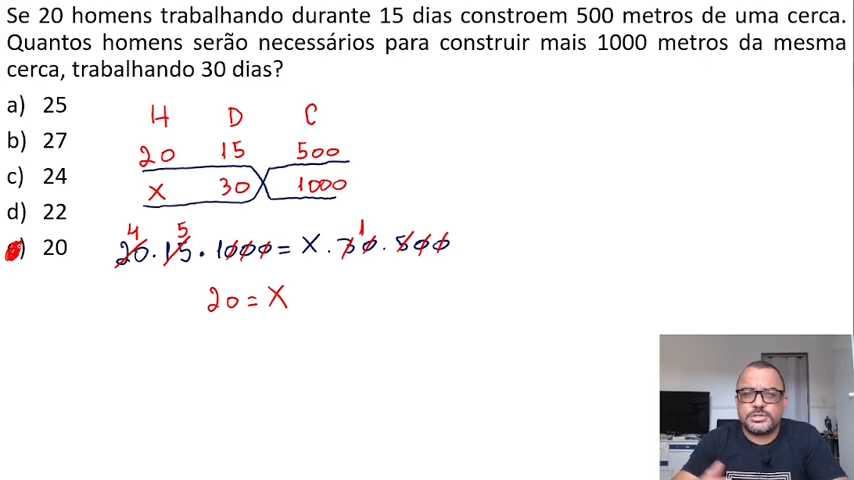 Se 20 homens trabalhando durante 15 dias constroem 500 metros de uma cerca.
Quantos homens serão necessários para construir mais 1000 metros da mesma
cerca, trabalhando 30 dias?
a) 25
b) 27
c) 24
d) 22
) 20
H D C
20 15 500
X 30 1000
4 5 1
20 . 15 . 1000 = X . 30 . 500
20 = X